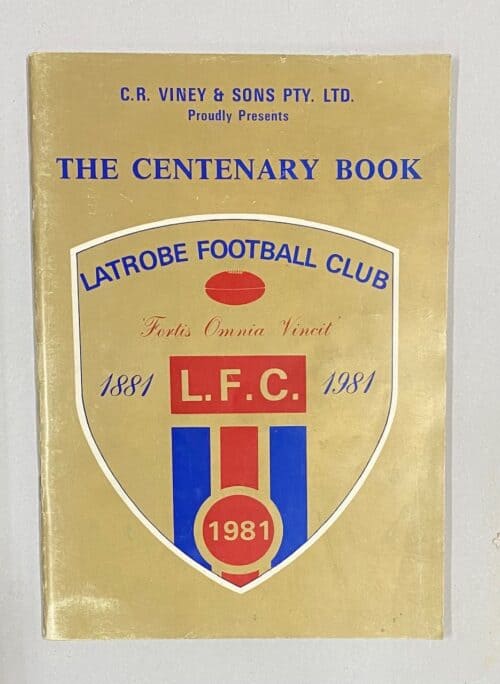 C.R. VINEY & SONS PTY. LTD.
Proudly Presents
THE CENTENARY BOOK
LATROBE FOOTBALL CLUB
'Fortis Omnia Vincit'
1881 L.F.C. 1981
1981